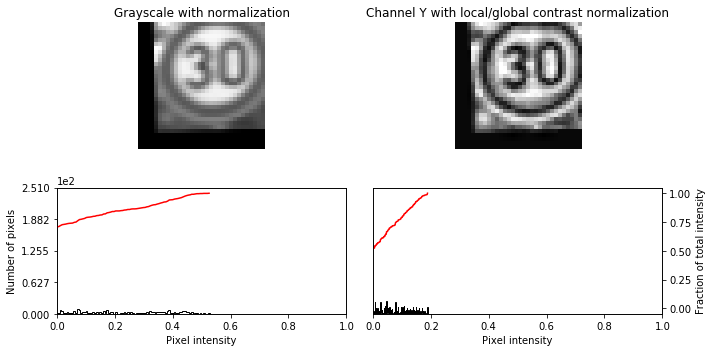 Grayscale with normalization
Channel Y with local/global contrast normalization
30
30
1e2
2.510
1.882
1.255
0.627
0.000
Number of pixels
0.0 0.2 0.4 0.6 0.8 1.0
Pixel intensity
1.00
0.75
0.50
0.25
0.00
Fraction of total intensity
0.0 0.2 0.4 0.6 0.8 1.0
Pixel intensity